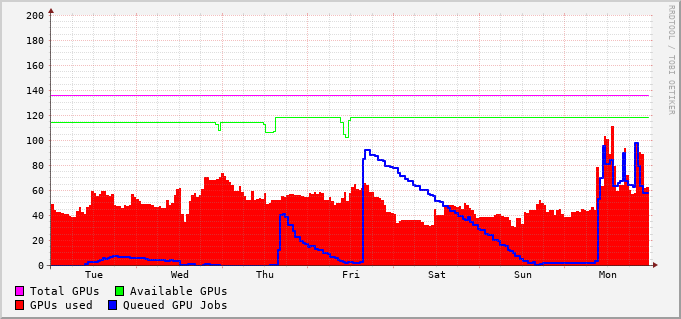 200
180
160
140
120
100
80
60
40
20
0
Tue Wed Thu Fri Sat Sun Mon
Total GPUs Available GPUs
GPUs used Queued GPU Jobs
RRDTOOL / TOBI OETIKER